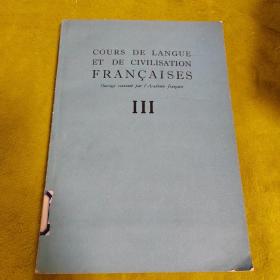 COURS DE LANGUE
ET DE CIVILISATION
FRANÇAISES
Ouvrage couronné par l'Académie française
III